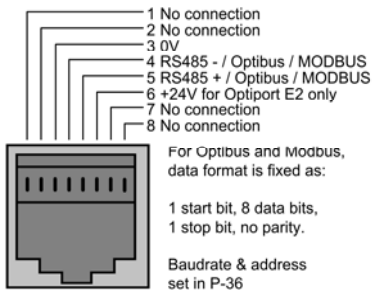 1 No connection
2 No connection
3 0V
4 RS485 - / Optibus / MODBUS
5 RS485 + / Optibus / MODBUS
6 +24V for Optiport E2 only
7 No connection
8 No connection
For Optibus and Modbus,
data format is fixed as:
1 start bit, 8 data bits,
1 stop bit, no parity.
Baudrate & address
set in P-36